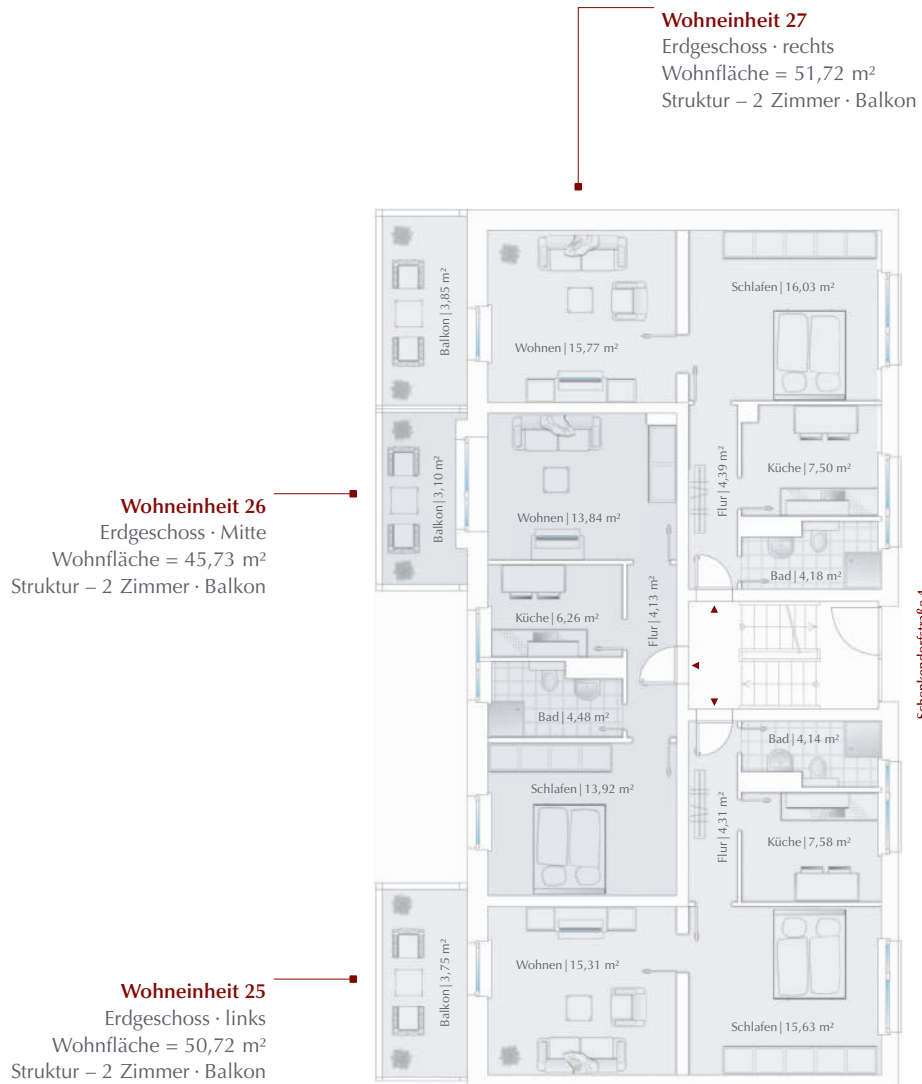 Wohneinheit 27
Erdgeschoss · rechts
Wohnfläche = 51,72 m²
Struktur – 2 Zimmer · Balkon
Balkon | 3,85 m²
Wohnen | 15,77 m²
Schlafen | 16,03 m²
Flur | 4,39 m²
Küche | 7,50 m²
Bad | 4,18 m²
Wohneinheit 26
Erdgeschoss · Mitte
Wohnfläche = 45,73 m²
Struktur – 2 Zimmer · Balkon
Balkon | 3,10 m²
Wohnen | 13,84 m²
Küche | 6,26 m²
Flur | 4,13 m²
Bad | 4,48 m²
Schlafen | 13,92 m²
Schenkendorfstraße 4
Bad | 4,14 m²
Flur | 4,31 m²
Küche | 7,58 m²
Wohneinheit 25
Erdgeschoss · links
Wohnfläche = 50,72 m²
Struktur – 2 Zimmer · Balkon
Balkon | 3,75 m²
Wohnen | 15,31 m²
Schlafen | 15,63 m²